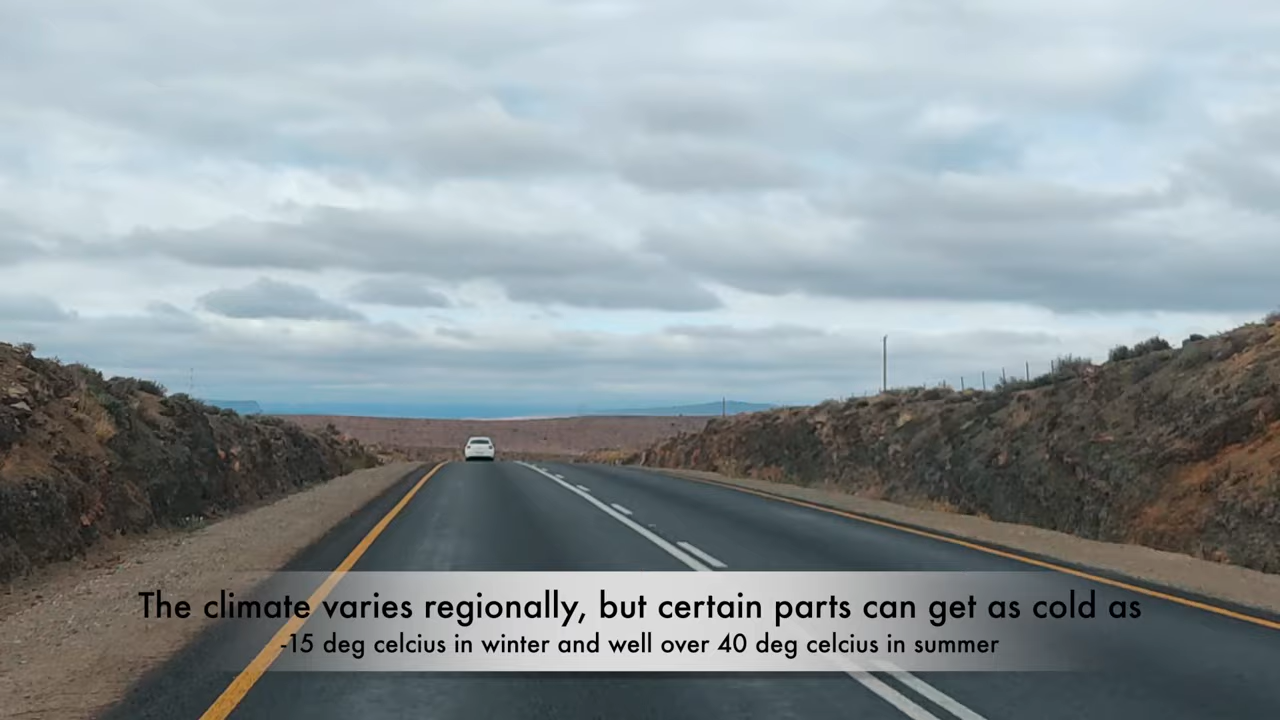 The climate varies regionally, but certain parts can get as cold as
-15 deg celcius in winter and well over 40 deg celcius in summer